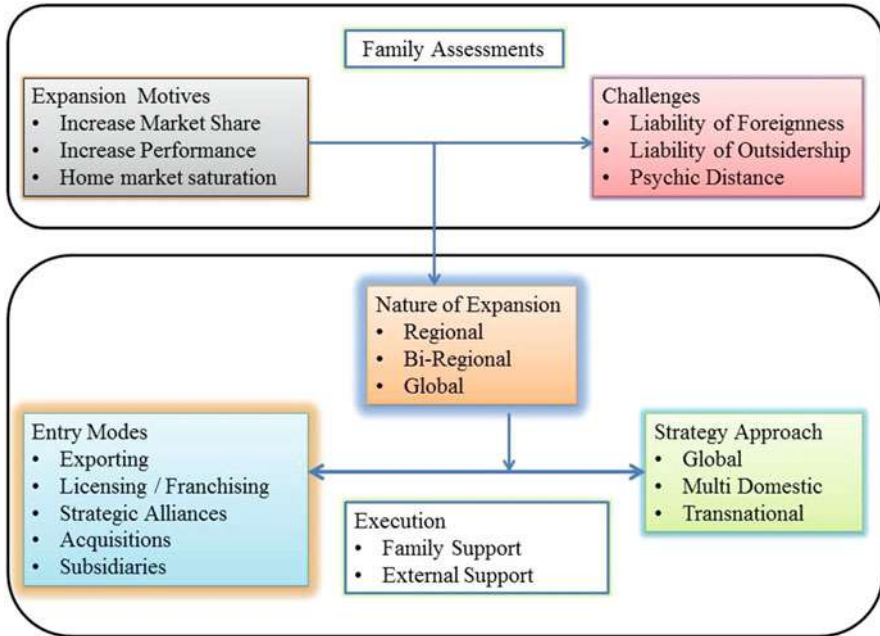 Family Assessments
Expansion Motives
• Increase Market Share
• Increase Performance
• Home market saturation
Challenges
• Liability of Foreignness
• Liability of Outsidership
• Psychic Distance
Nature of Expansion
• Regional
• Bi-Regional
• Global
Entry Modes
• Exporting
• Licensing / Franchising
• Strategic Alliances
• Acquisitions
• Subsidiaries
Strategy Approach
• Global
• Multi Domestic
• Transnational
Execution
• Family Support
• External Support